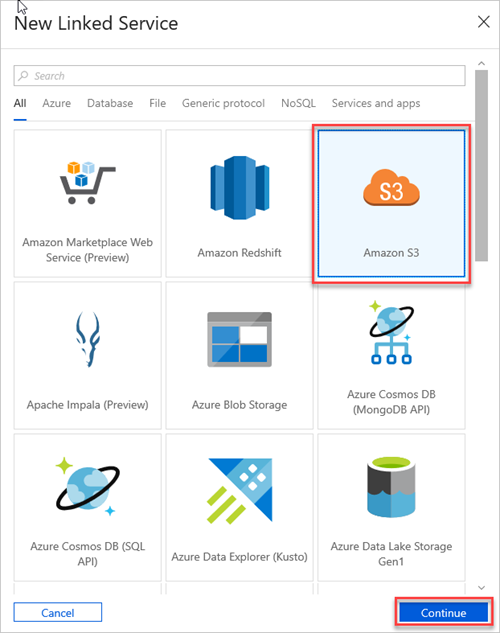 New Linked Service
Search
All Azure Database File Generic protocol NoSQL Services and apps
Amazon Marketplace Web
Service (Preview)
Amazon Redshift
S3
Amazon S3
Apache Impala (Preview)
Azure Blob Storage
Azure Cosmos DB
(MongoDB API)
Azure Cosmos DB (SQL
API)
Azure Data Explorer (Kusto)
Azure Data Lake Storage
Gen1
Cancel
Continue